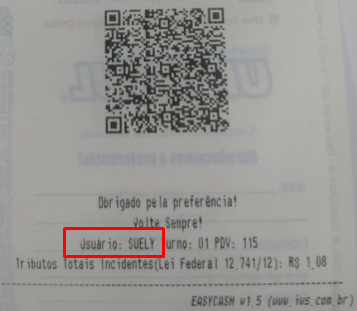 Obrigado pela preferência!
Volte Sempre!
Usuário: SUELY urno: 01 PDV: 115
Tributos Totais Incidentes(Lei Federal 12.741/12): R$ 1,08
EASYCASH v1.5 (www.ius.com.br)